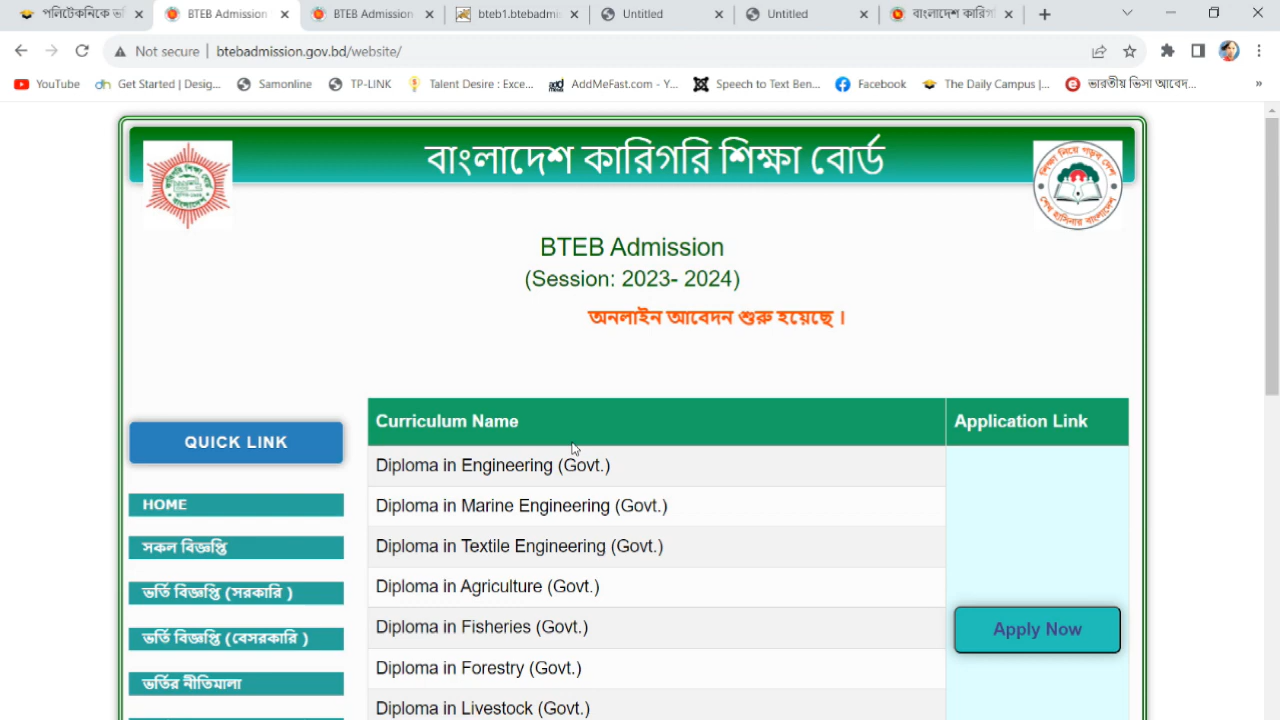 পলিটেকনিকে ভ
BTEB Admission
BTEB Admission
bteb1.btebadmi
Untitled
Untitled
বাংলাদেশ কারিগ
Not secure
btebadmission.gov.bd/website/
YouTube
Get Started | Desig...
Samonline
TP-LINK
Talent Desire : Exce...
AddMeFast.com - Y...
Speech to Text Ben...
Facebook
The Daily Campus |...
ভারতীয় ভিসা আবেদ...
»
বাংলাদেশ কারিগরি শিক্ষা বোর্ড
শিক্ষা নিয়ে গড়ব দেশ
শেখ হাসিনার বাংলাদেশ
BTEB Admission
(Session: 2023- 2024)
অনলাইন আবেদন শুরু হয়েছে ।
QUICK LINK
HOME
সকল বিজ্ঞপ্তি
ভর্তি বিজ্ঞপ্তি (সরকারি )
ভর্তি বিজ্ঞপ্তি (বেসরকারি )
ভর্তির নীতিমালা
Curriculum Name
Application Link
Diploma in Engineering (Govt.)
Diploma in Marine Engineering (Govt.)
Diploma in Textile Engineering (Govt.)
Diploma in Agriculture (Govt.)
Diploma in Fisheries (Govt.)
Diploma in Forestry (Govt.)
Diploma in Livestock (Govt.)
Apply Now